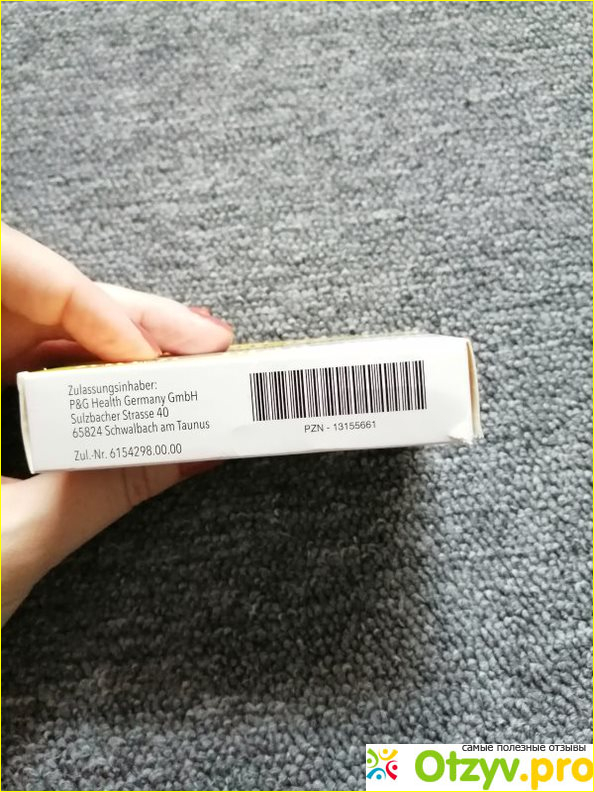 Zulassungsinhaber:
P&G Health Germany GmbH
Sulzbacher Strasse 40
65824 Schwalbach am Taunus
Zul.-Nr. 6154298.00.00
PZN - 13155661
самые полезные отзывы
Otzyv.pro